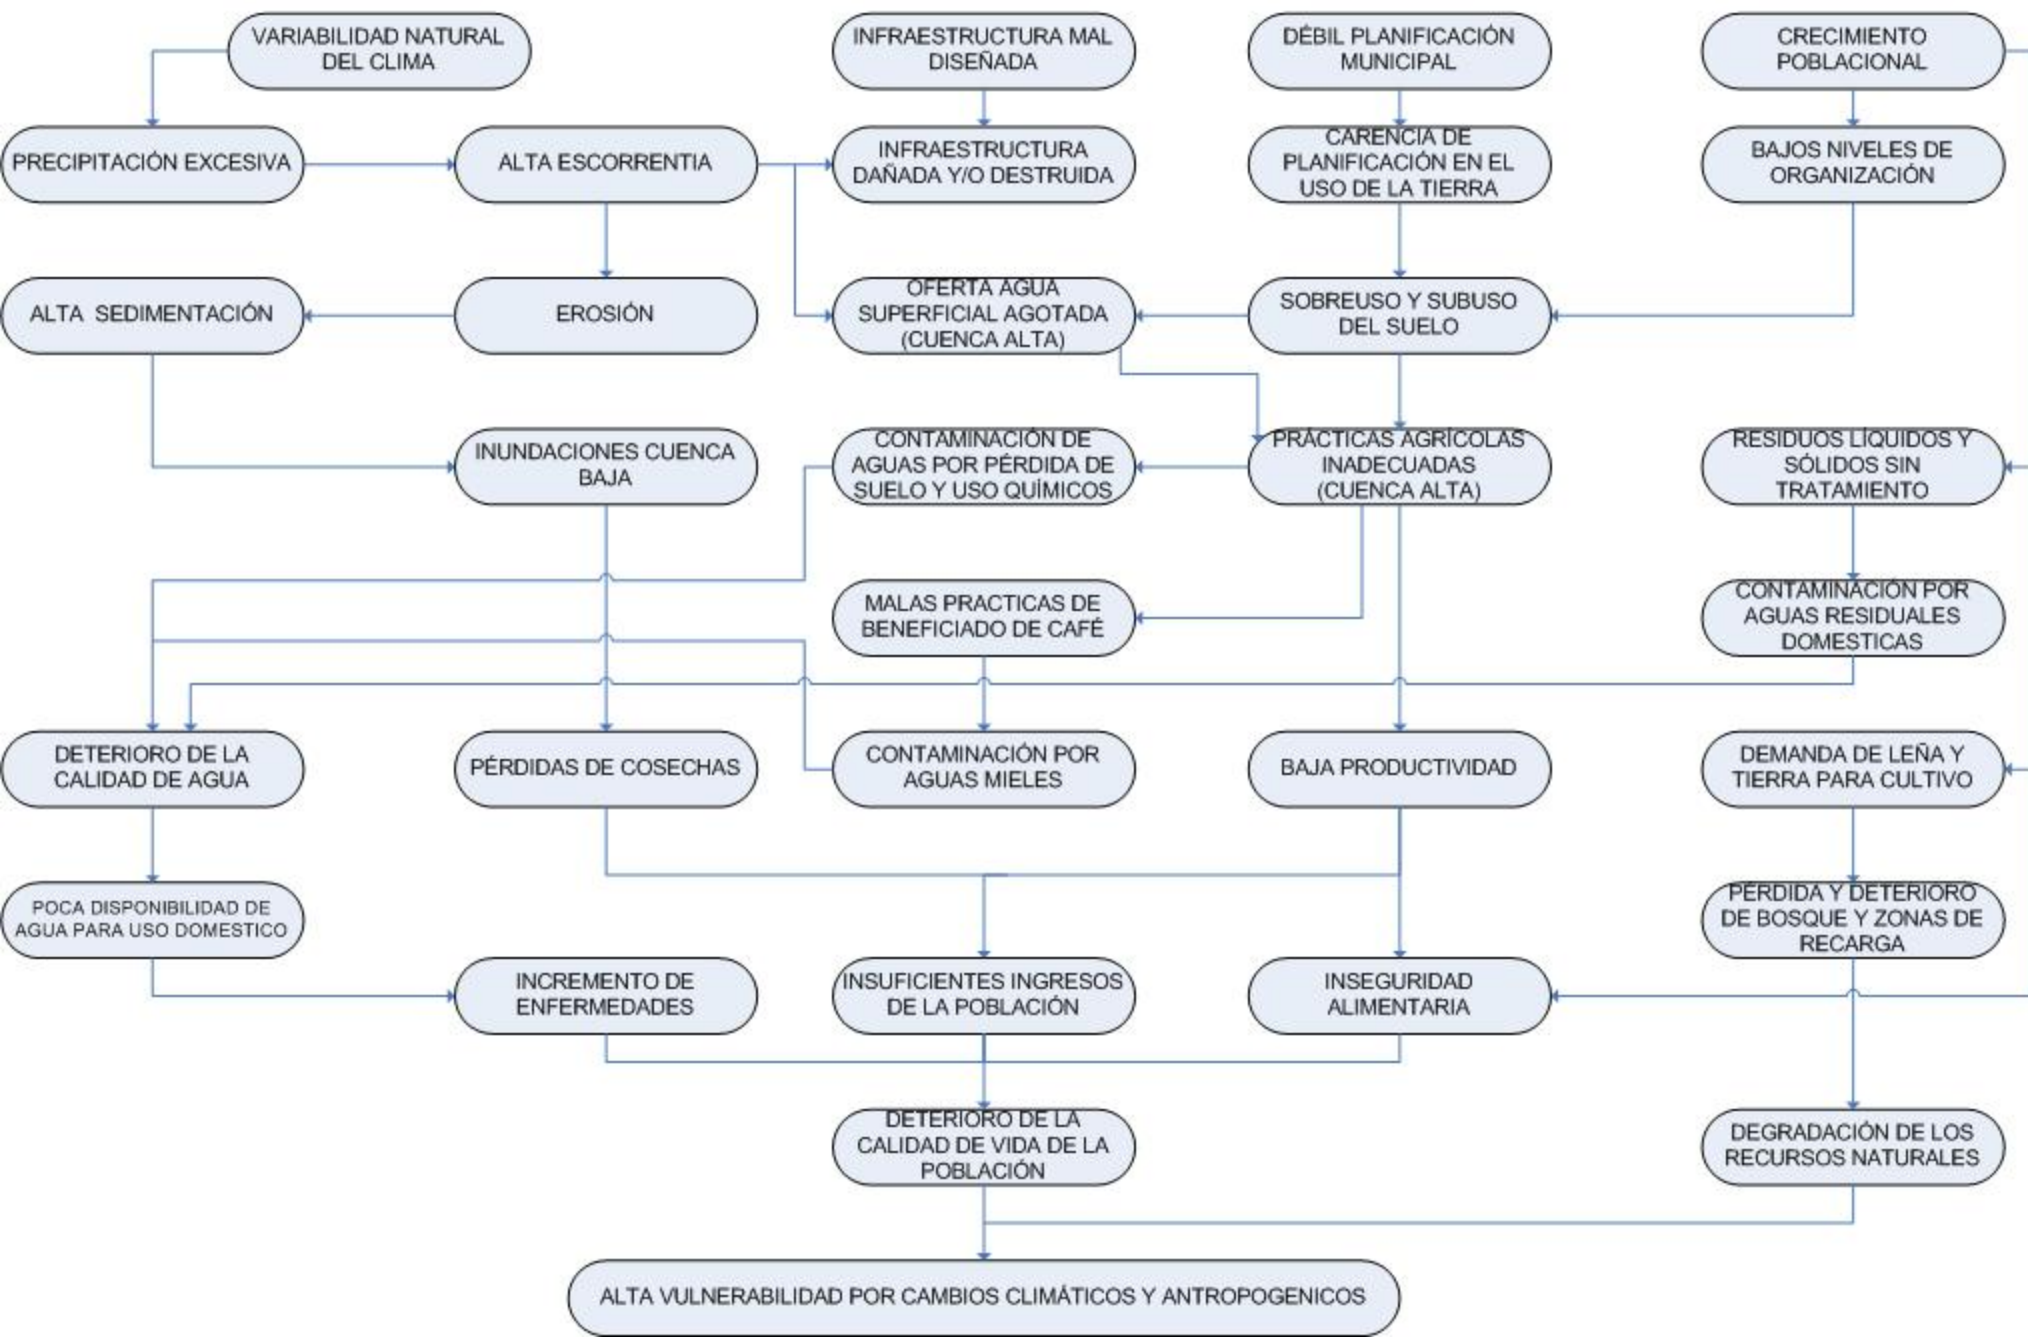 VARIABILIDAD NATURAL
DEL CLIMA
INFRAESTRUCTURA MAL
DISEÑADA
DÉBIL PLANIFICACIÓN
MUNICIPAL
CRECIMIENTO
POBLACIONAL
PRECIPITACIÓN EXCESIVA
ALTA ESCORRENTIA
INFRAESTRUCTURA
DAÑADA Y/O DESTRUIDA
CARENCIA DE
PLANIFICACIÓN EN EL
USO DE LA TIERRA
BAJOS NIVELES DE
ORGANIZACIÓN
ALTA SEDIMENTACIÓN
EROSIÓN
OFERTA AGUA
SUPERFICIAL AGOTADA
(CUENCA ALTA)
SOBREUSO Y SUBUSO
DEL SUELO
INUNDACIONES CUENCA
BAJA
CONTAMINACIÓN DE
AGUAS POR PÉRDIDA DE
SUELO Y USO QUÍMICOS
PRÁCTICAS AGRÍCOLAS
INADECUADAS
(CUENCA ALTA)
RESIDUOS LÍQUIDOS Y
SÓLIDOS SIN
TRATAMIENTO
MALAS PRACTICAS DE
BENEFICIADO DE CAFÉ
CONTAMINACIÓN POR
AGUAS RESIDUALES
DOMESTICAS
DETERIORO DE LA
CALIDAD DE AGUA
PÉRDIDAS DE COSECHAS
CONTAMINACIÓN POR
AGUAS MIELES
BAJA PRODUCTIVIDAD
DEMANDA DE LEÑA Y
TIERRA PARA CULTIVO
POCA DISPONIBILIDAD DE
AGUA PARA USO DOMESTICO
PÉRDIDA Y DETERIORO
DE BOSQUE Y ZONAS DE
RECARGA
INCREMENTO DE
ENFERMEDADES
INSUFICIENTES INGRESOS
DE LA POBLACIÓN
INSEGURIDAD
ALIMENTARIA
DETERIORO DE LA
CALIDAD DE VIDA DE LA
POBLACIÓN
DEGRADACIÓN DE LOS
RECURSOS NATURALES
ALTA VULNERABILIDAD POR CAMBIOS CLIMÁTICOS Y ANTROPOGENICOS